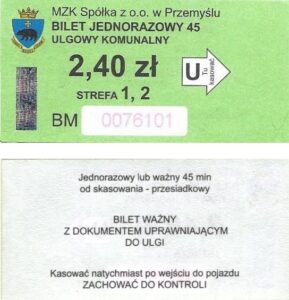 MZK Spółka z o.o. w Przemyślu
BILET JEDNORAZOWY 45
ULGOWY KOMUNALNY
2,40 zł
U Tu kasować
STREFA 1, 2
BM 0076101
Jednorazowy lub ważny 45 min
od skasowania - przesiadkowy
BILET WAŻNY
Z DOKUMENTEM UPRAWNIAJĄCYM
DO ULGI
Kasować natychmiast po wejściu do pojazdu
ZACHOWAĆ DO KONTROLI